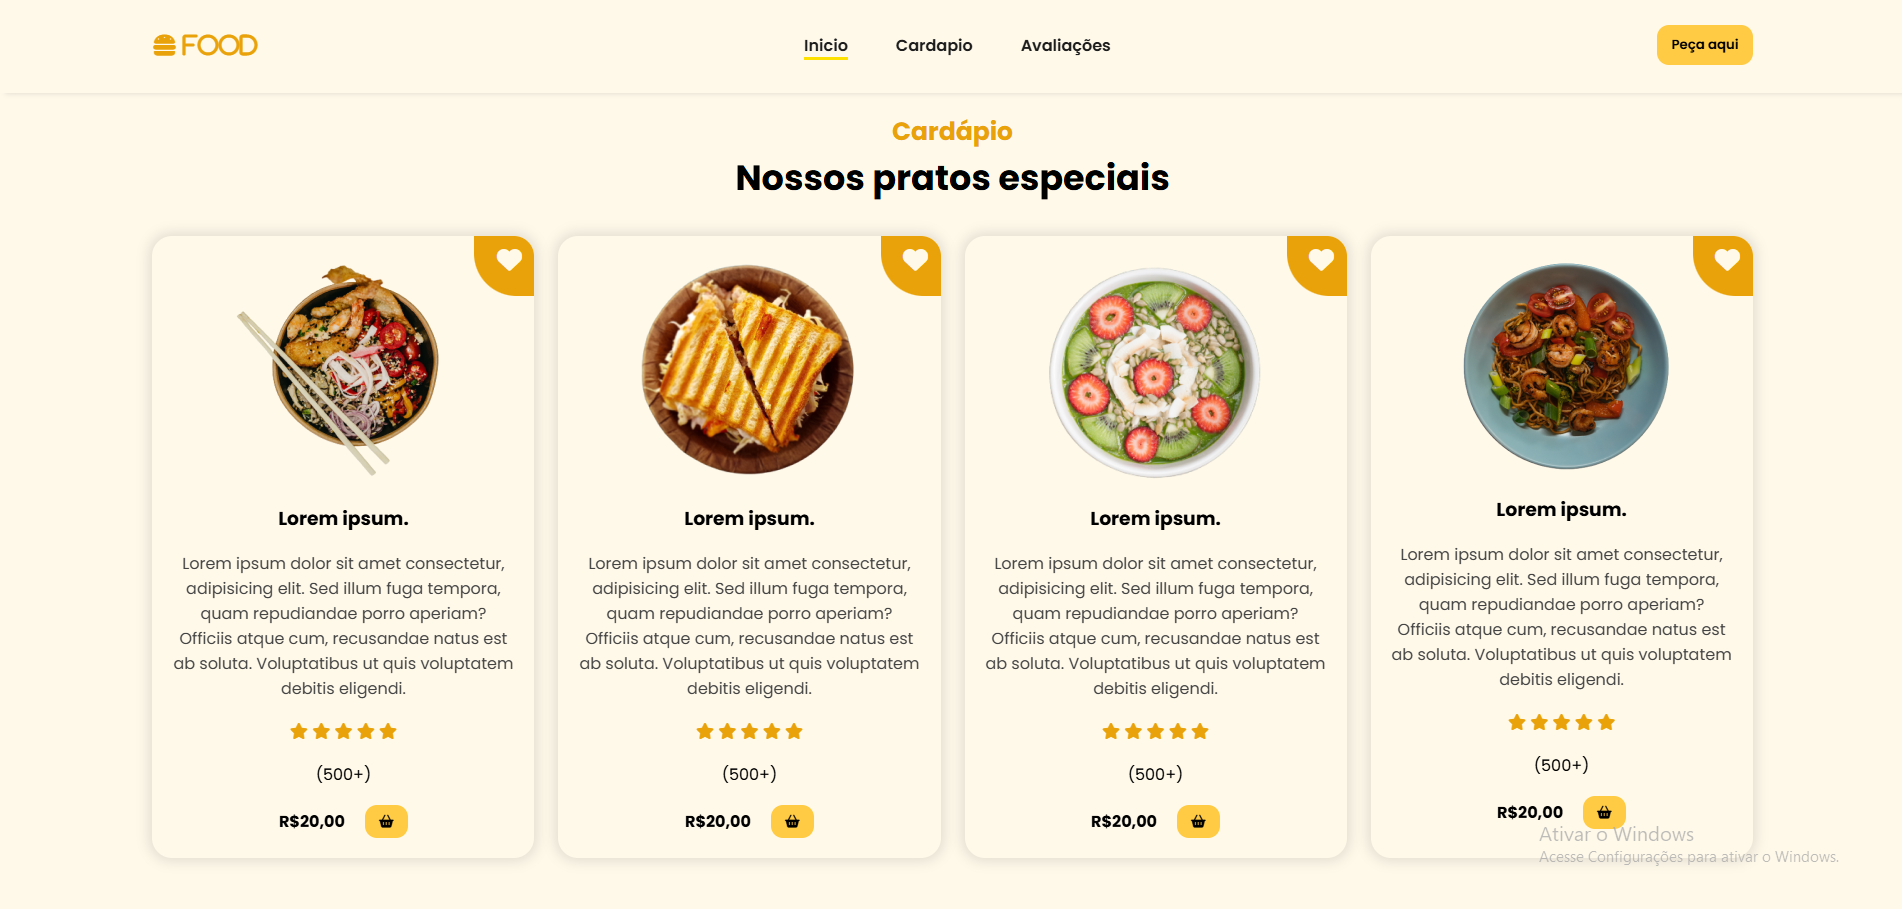 FOOD
Inicio
Cardapio
Avaliações
Peça aqui
Cardápio
Nossos pratos especiais
Lorem ipsum.
Lorem ipsum dolor sit amet consectetur,
adipisicing elit. Sed illum fuga tempora,
quam repudiandae porro aperiam?
Officiis atque cum, recusandae natus est
ab soluta. Voluptatibus ut quis voluptatem
debitis eligendi.
(500+)
R$20,00
Lorem ipsum.
Lorem ipsum dolor sit amet consectetur,
adipisicing elit. Sed illum fuga tempora,
quam repudiandae porro aperiam?
Officiis atque cum, recusandae natus est
ab soluta. Voluptatibus ut quis voluptatem
debitis eligendi.
(500+)
R$20,00
Lorem ipsum.
Lorem ipsum dolor sit amet consectetur,
adipisicing elit. Sed illum fuga tempora,
quam repudiandae porro aperiam?
Officiis atque cum, recusandae natus est
ab soluta. Voluptatibus ut quis voluptatem
debitis eligendi.
(500+)
R$20,00
Lorem ipsum.
Lorem ipsum dolor sit amet consectetur,
adipisicing elit. Sed illum fuga tempora,
quam repudiandae porro aperiam?
Officiis atque cum, recusandae natus est
ab soluta. Voluptatibus ut quis voluptatem
debitis eligendi.
(500+)
R$20,00
Ativar o Windows
Acesse Configurações para ativar o Windows.